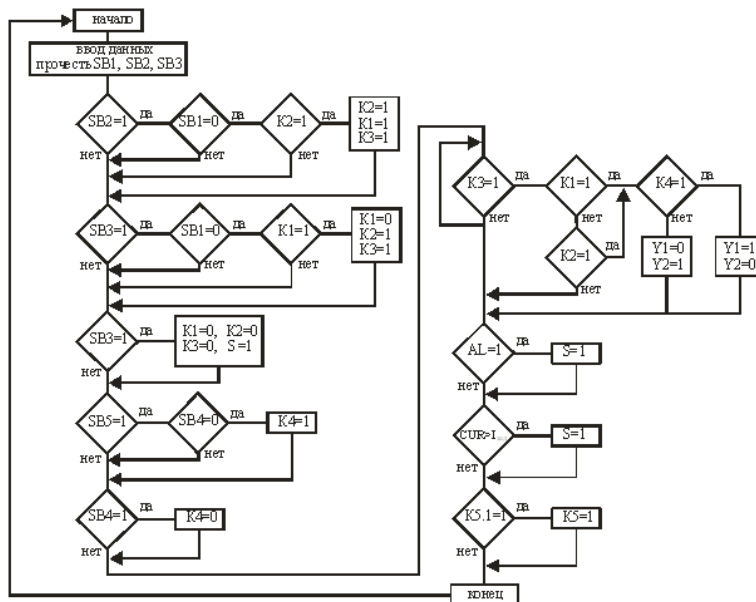 начало
ввод данных
прочесть SB1, SB2, SB3
SB2=1
да
SB1=0
да
K2=1
да
K2=1
K1=1
K3=1
нет
нет
нет
SB3=1
да
SB1=0
да
K1=1
да
K1=0
K2=1
K3=1
нет
нет
нет
SB3=1
да
K1=0, K2=0
K3=0, S=1
нет
SB5=1
да
SB4=0
да
K4=1
нет
нет
SB4=1
да
K4=0
нет
K3=1
да
K1=1
да
K4=1
да
нет
нет
нет
K2=1
да
нет
Y1=0
Y2=1
Y1=1
Y2=0
AL=1
да
S=1
нет
CUR>I
да
S=1
нет
K5.1=1
да
K5=1
нет
конец